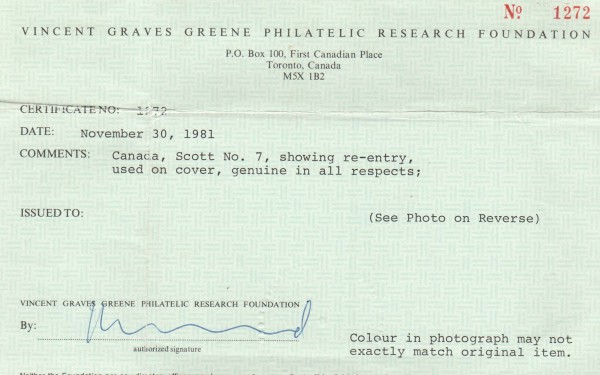 No 1272
VINCENT GRAVES GREENE PHILATELIC RESEARCH FOUNDATION
P.O. Box 100, First Canadian Place
Toronto, Canada
M5X 1B2
CERTIFICATE NO: 1272
DATE: November 30, 1981
COMMENTS: Canada, Scott No. 7, showing re-entry,
used on cover, genuine in all respects;
ISSUED TO:
(See Photo on Reverse)
VINCENT GRAVES GREENE PHILATELIC RESEARCH FOUNDATION
By:
authorized signature
Colour in photograph may not
exactly match original item.